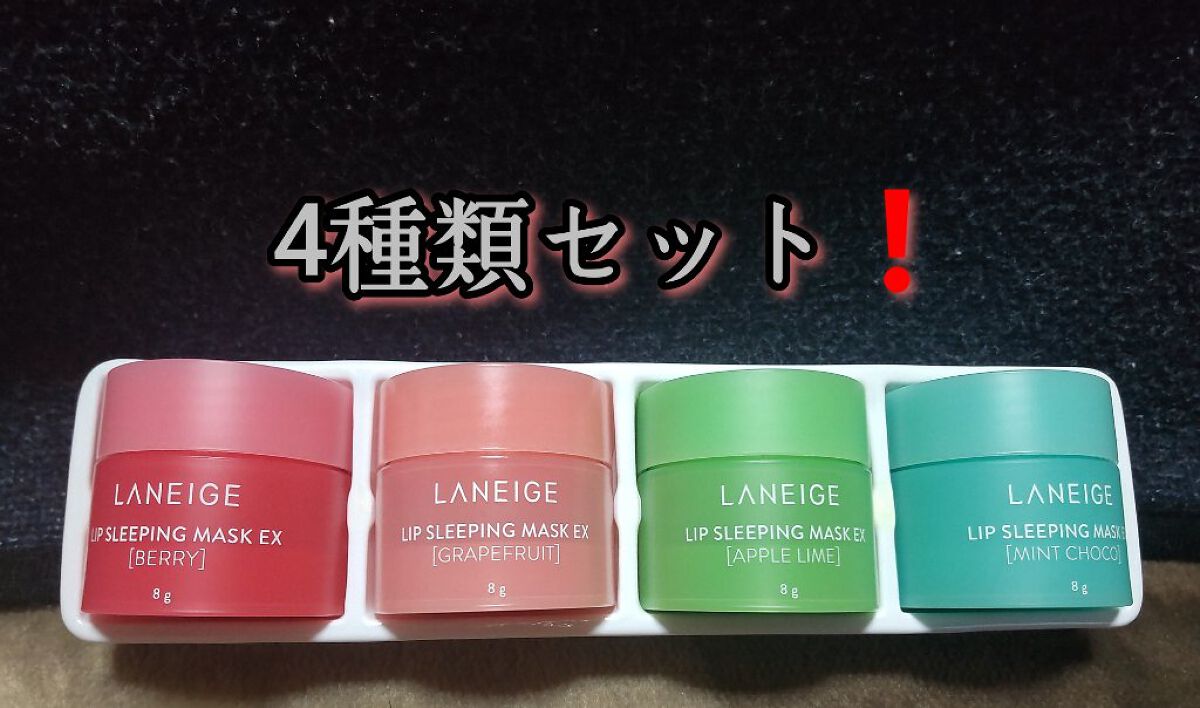 4種類セット❗
LANEIGE
LIP SLEEPING MASK EX
[BERRY]
8g
LANEIGE
LIP SLEEPING MASK EX
[GRAPEFRUIT]
8g
LANEIGE
LIP SLEEPING MASK EX
[APPLE LIME]
8g
LANEIGE
LIP SLEEPING MASK EX
[MINT CHOCO]
8g